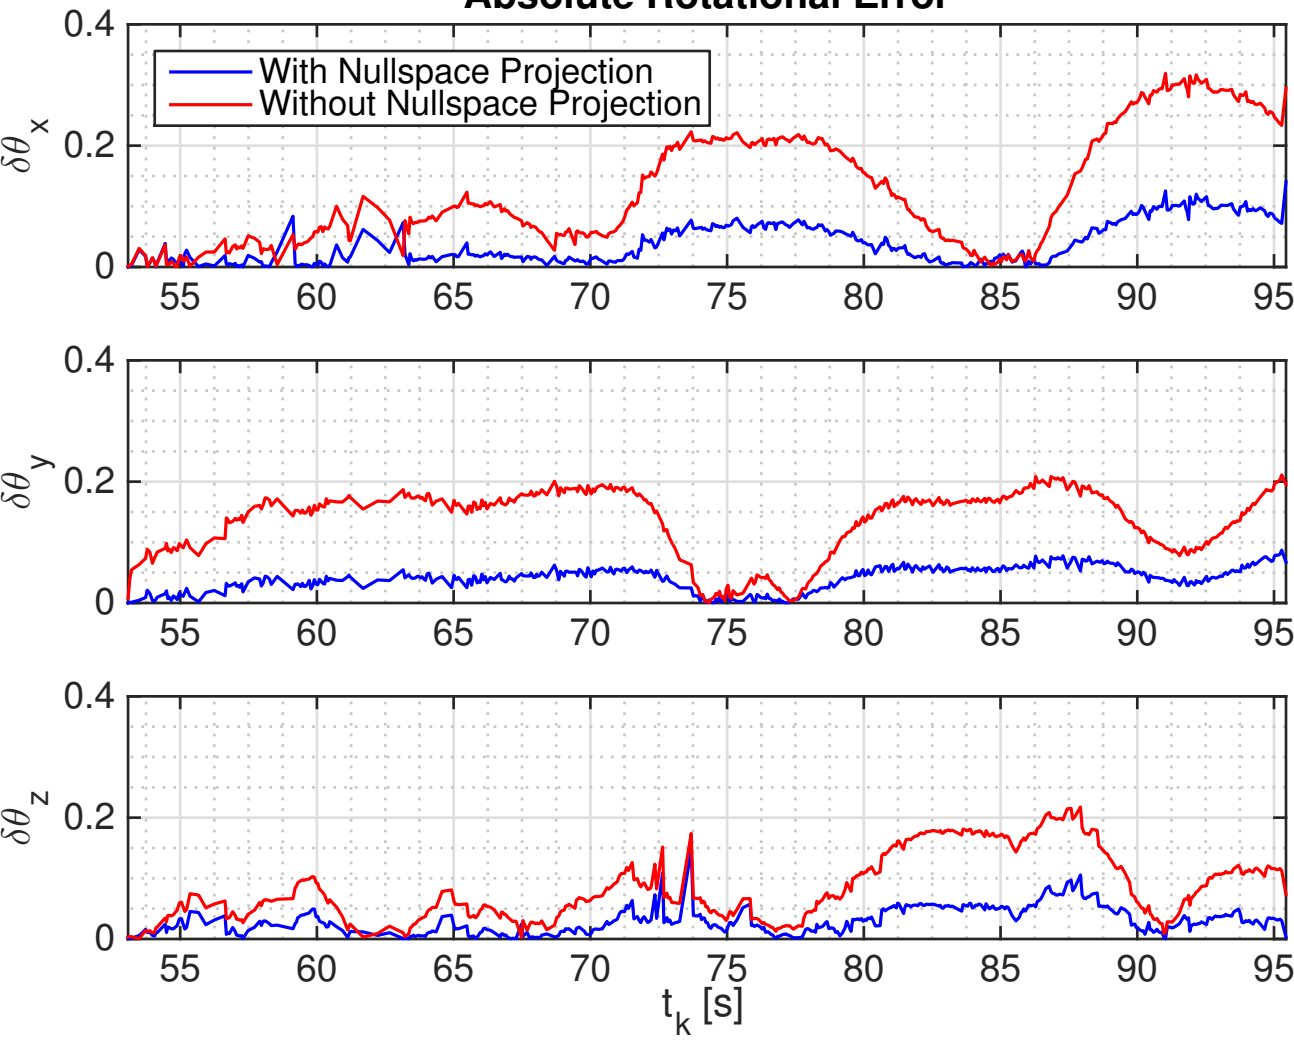 Absolute Rotational Error
0.4
0.2
0
δθx
With Nullspace Projection
Without Nullspace Projection
55 60 65 70 75 80 85 90 95
0.4
0.2
0
δθy
55 60 65 70 75 80 85 90 95
0.4
0.2
0
δθz
55 60 65 70 75 80 85 90 95
tk [s]